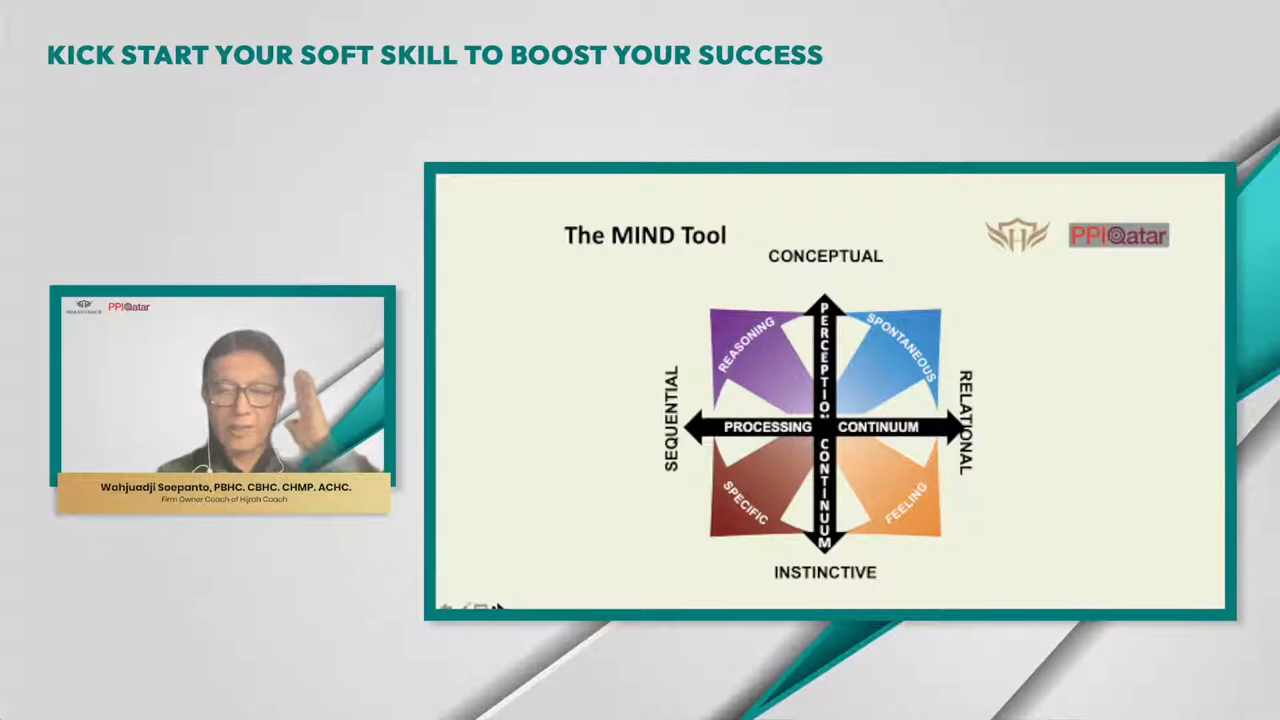 KICK START YOUR SOFT SKILL TO BOOST YOUR SUCCESS
The MIND Tool
PPIQatar
CONCEPTUAL
REASONING
SPONTANEOUS
PERCEPTION CONTINUUM
SEQUENTIAL
PROCESSING CONTINUUM
RELATIONAL
SPECIFIC
FEELING
INSTINCTIVE
HIJRAH COACH
PPIQatar
Wahjuadji Soepanto, PBHC. CBHC. CHMP. ACHC.
Firm Owner Coach of Hijrah Coach